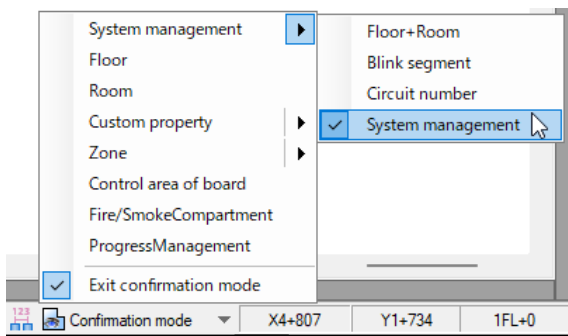 System management
Floor
Room
Custom property
Zone
Control area of board
Fire/SmokeCompartment
ProgressManagement
Exit confirmation mode
Floor+Room
Blink segment
Circuit number
System management
123
Confirmation mode
X4+807
Y1+734
1FL+0